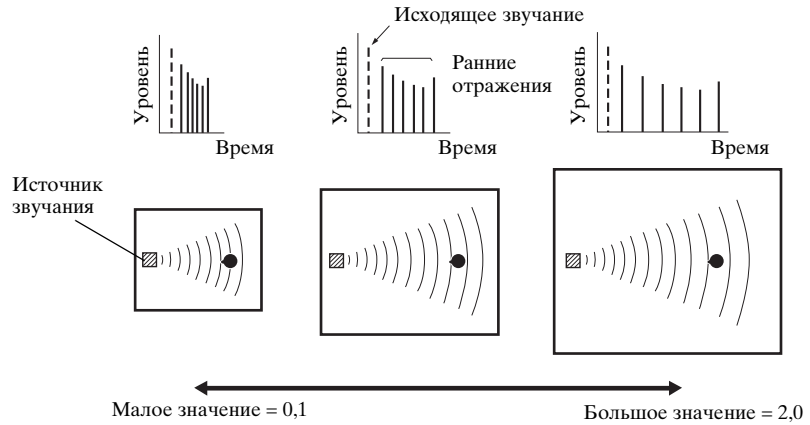 Исходящее звучание
Уровень
Время
Уровень
Ранние
отражения
Время
Уровень
Время
Источник
звучания
Малое значение = 0,1
Большое значение = 2,0